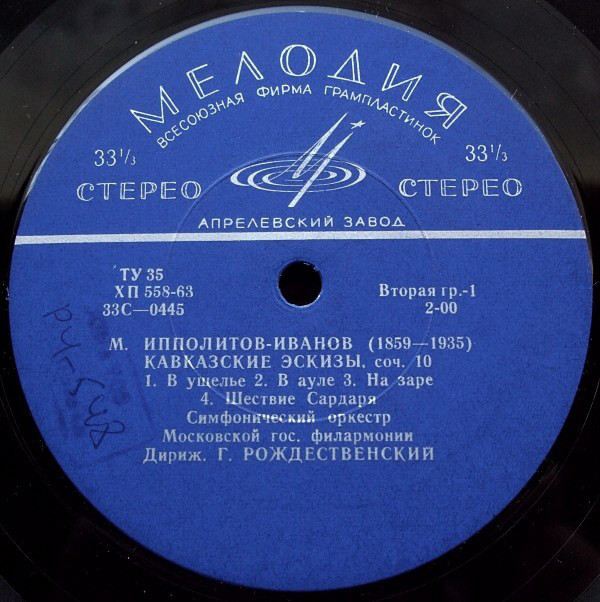 МЕЛОДИЯ
ВСЕСОЮЗНАЯ ФИРМА ГРАМПЛАСТИНОК
33⅓ 33⅓
СТЕРЕО СТЕРЕО
АПРЕЛЕВСКИЙ ЗАВОД
ТУ 35
ХП 558-63 Вторая гр.-1
33С—0445 2-00
М. ИППОЛИТОВ-ИВАНОВ (1859—1935)
КАВКАЗСКИЕ ЭСКИЗЫ, соч. 10
1. В ущелье 2. В ауле 3. На заре
4. Шествие Сардаря
Симфонический оркестр
Московской гос. филармонии
Дириж. Г. РОЖДЕСТВЕНСКИЙ